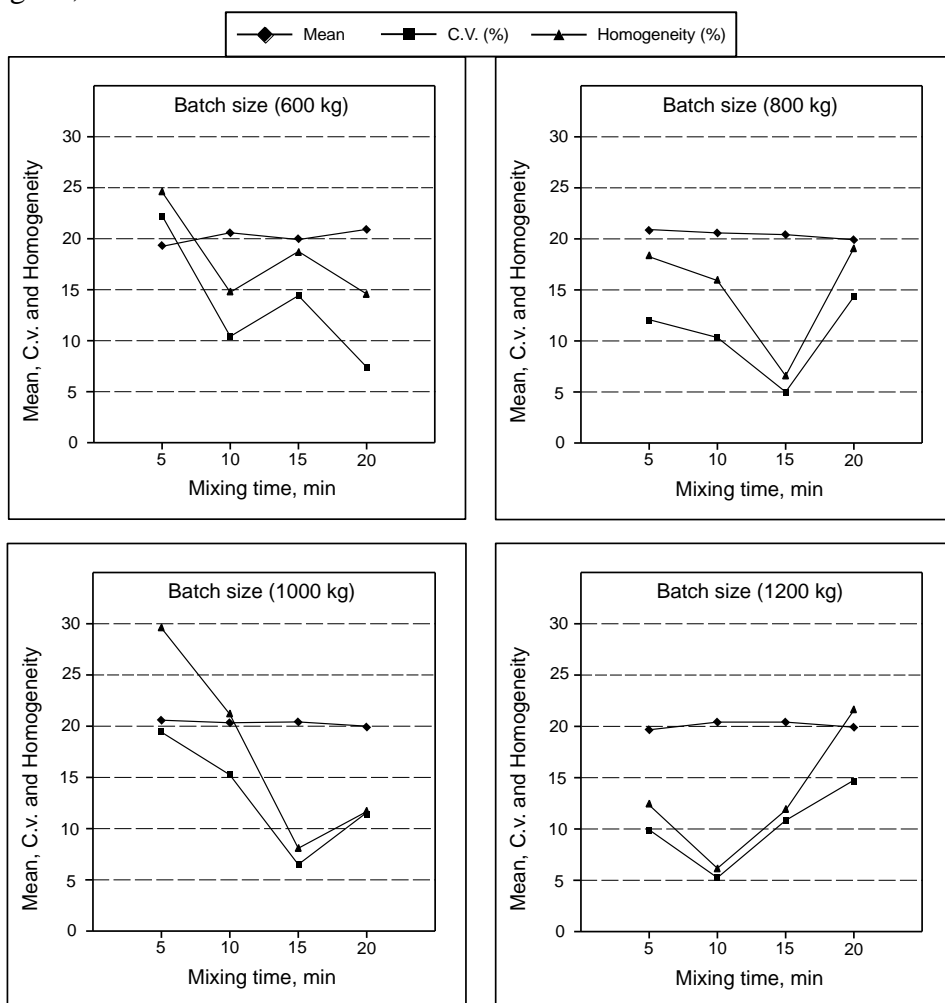 Mean C.V. (%) Homogeneity (%)
Batch size (600 kg)
Mean, C.v. and Homogeneity
30
25
20
15
10
5
0
5 10 15 20
Mixing time, min
Batch size (800 kg)
Mean, C.v. and Homogeneity
30
25
20
15
10
5
0
5 10 15 20
Mixing time, min
Batch size (1000 kg)
Mean, C.v. and Homogeneity
30
25
20
15
10
5
0
5 10 15 20
Mixing time, min
Batch size (1200 kg)
Mean, C.v. and Homogeneity
30
25
20
15
10
5
0
5 10 15 20
Mixing time, min